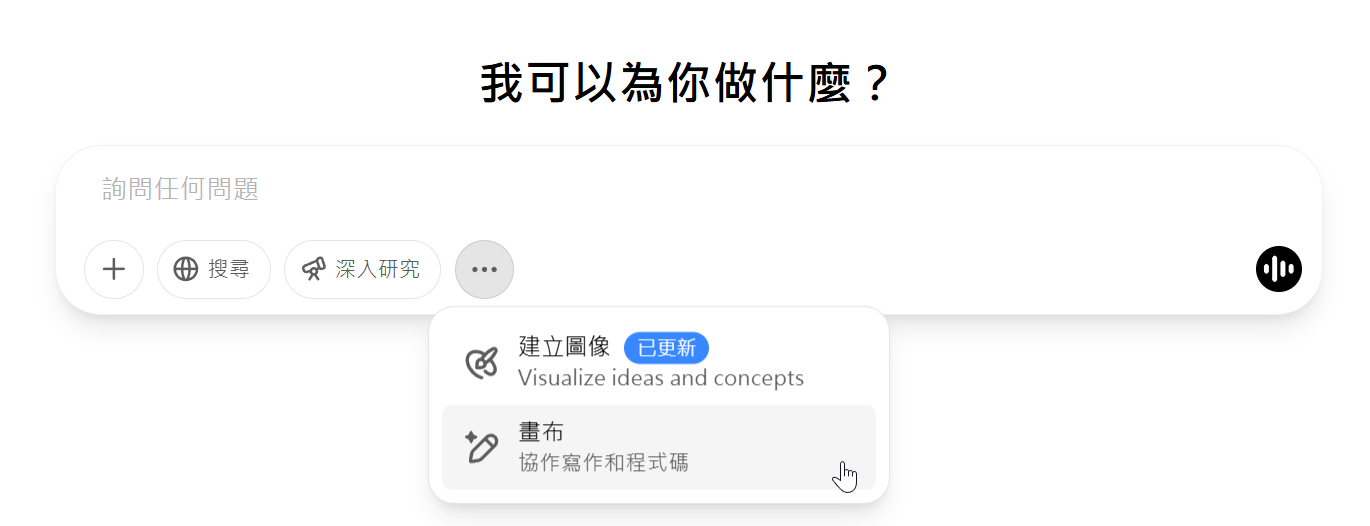 我可以為你做什麼？
詢問任何問題
搜尋
深入研究
建立圖像 已更新
Visualize ideas and concepts
畫布
協作寫作和程式碼